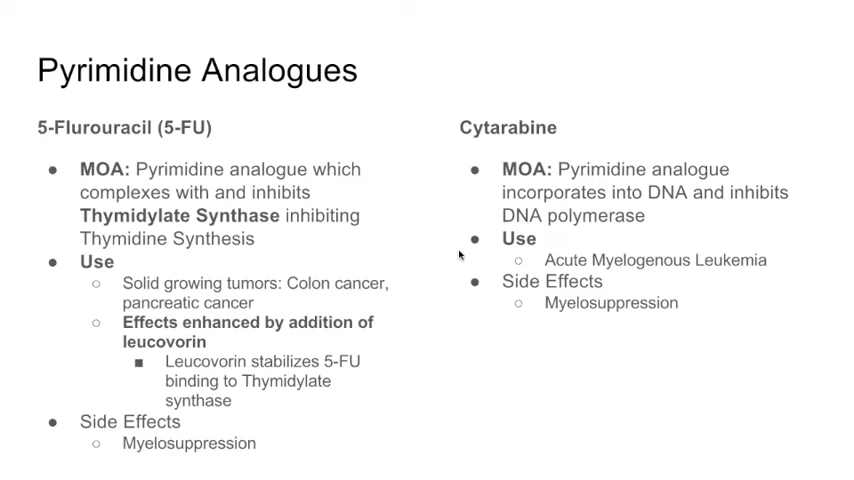 Pyrimidine Analogues
5-Flurouracil (5-FU)
● MOA: Pyrimidine analogue which
complexes with and inhibits
Thymidylate Synthase inhibiting
Thymidine Synthesis
● Use
○ Solid growing tumors: Colon cancer,
pancreatic cancer
○ Effects enhanced by addition of
leucovorin
■ Leucovorin stabilizes 5-FU
binding to Thymidylate
synthase
● Side Effects
○ Myelosuppression
Cytarabine
● MOA: Pyrimidine analogue
incorporates into DNA and inhibits
DNA polymerase
● Use
○ Acute Myelogenous Leukemia
● Side Effects
○ Myelosuppression